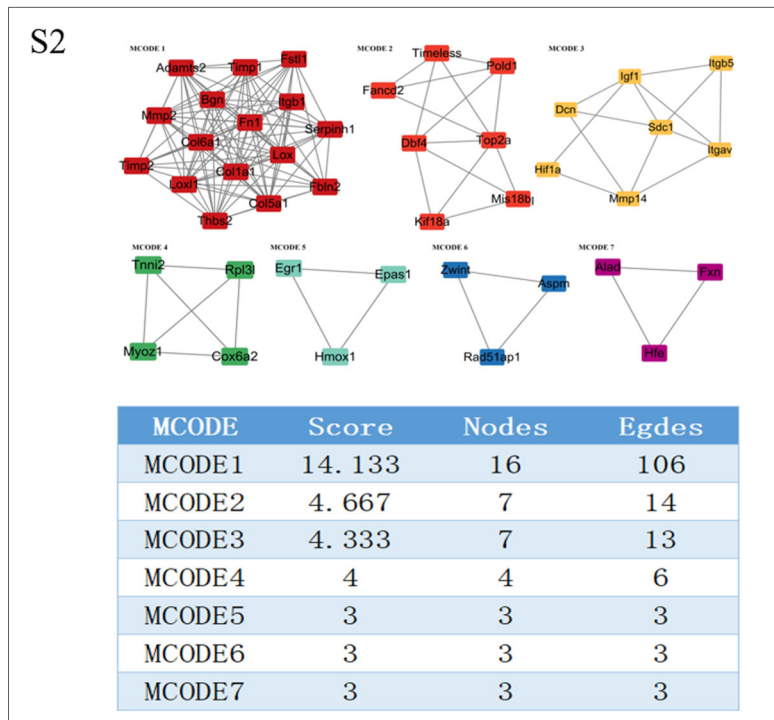 S2
MCODE 1
Adamts2
Timp1
Fstl1
Mmp2
Bgn
Itgb1
Fn1
Serpinh1
Col6a1
Lox
Timp2
Col1a1
Loxl1
Fbln2
Col5a1
Thbs2
MCODE 2
Timeless
Pold1
Fancd2
Dbf4
Top2a
Mis18bl
Kif18a
MCODE 3
Itgb5
Igf1
Dcn
Sdc1
Itgav
Hif1a
Mmp14
MCODE 4
Tnni2
Rpl3l
Myoz1
Cox6a2
MCODE 5
Egr1
Epas1
Hmox1
MCODE 6
Zwint
Aspm
Rad51ap1
MCODE 7
Alad
Fxn
Hfe
MCODE Score Nodes Egdes
MCODE1 14.133 16 106
MCODE2 4.667 7 14
MCODE3 4.333 7 13
MCODE4 4 4 6
MCODE5 3 3 3
MCODE6 3 3 3
MCODE7 3 3 3